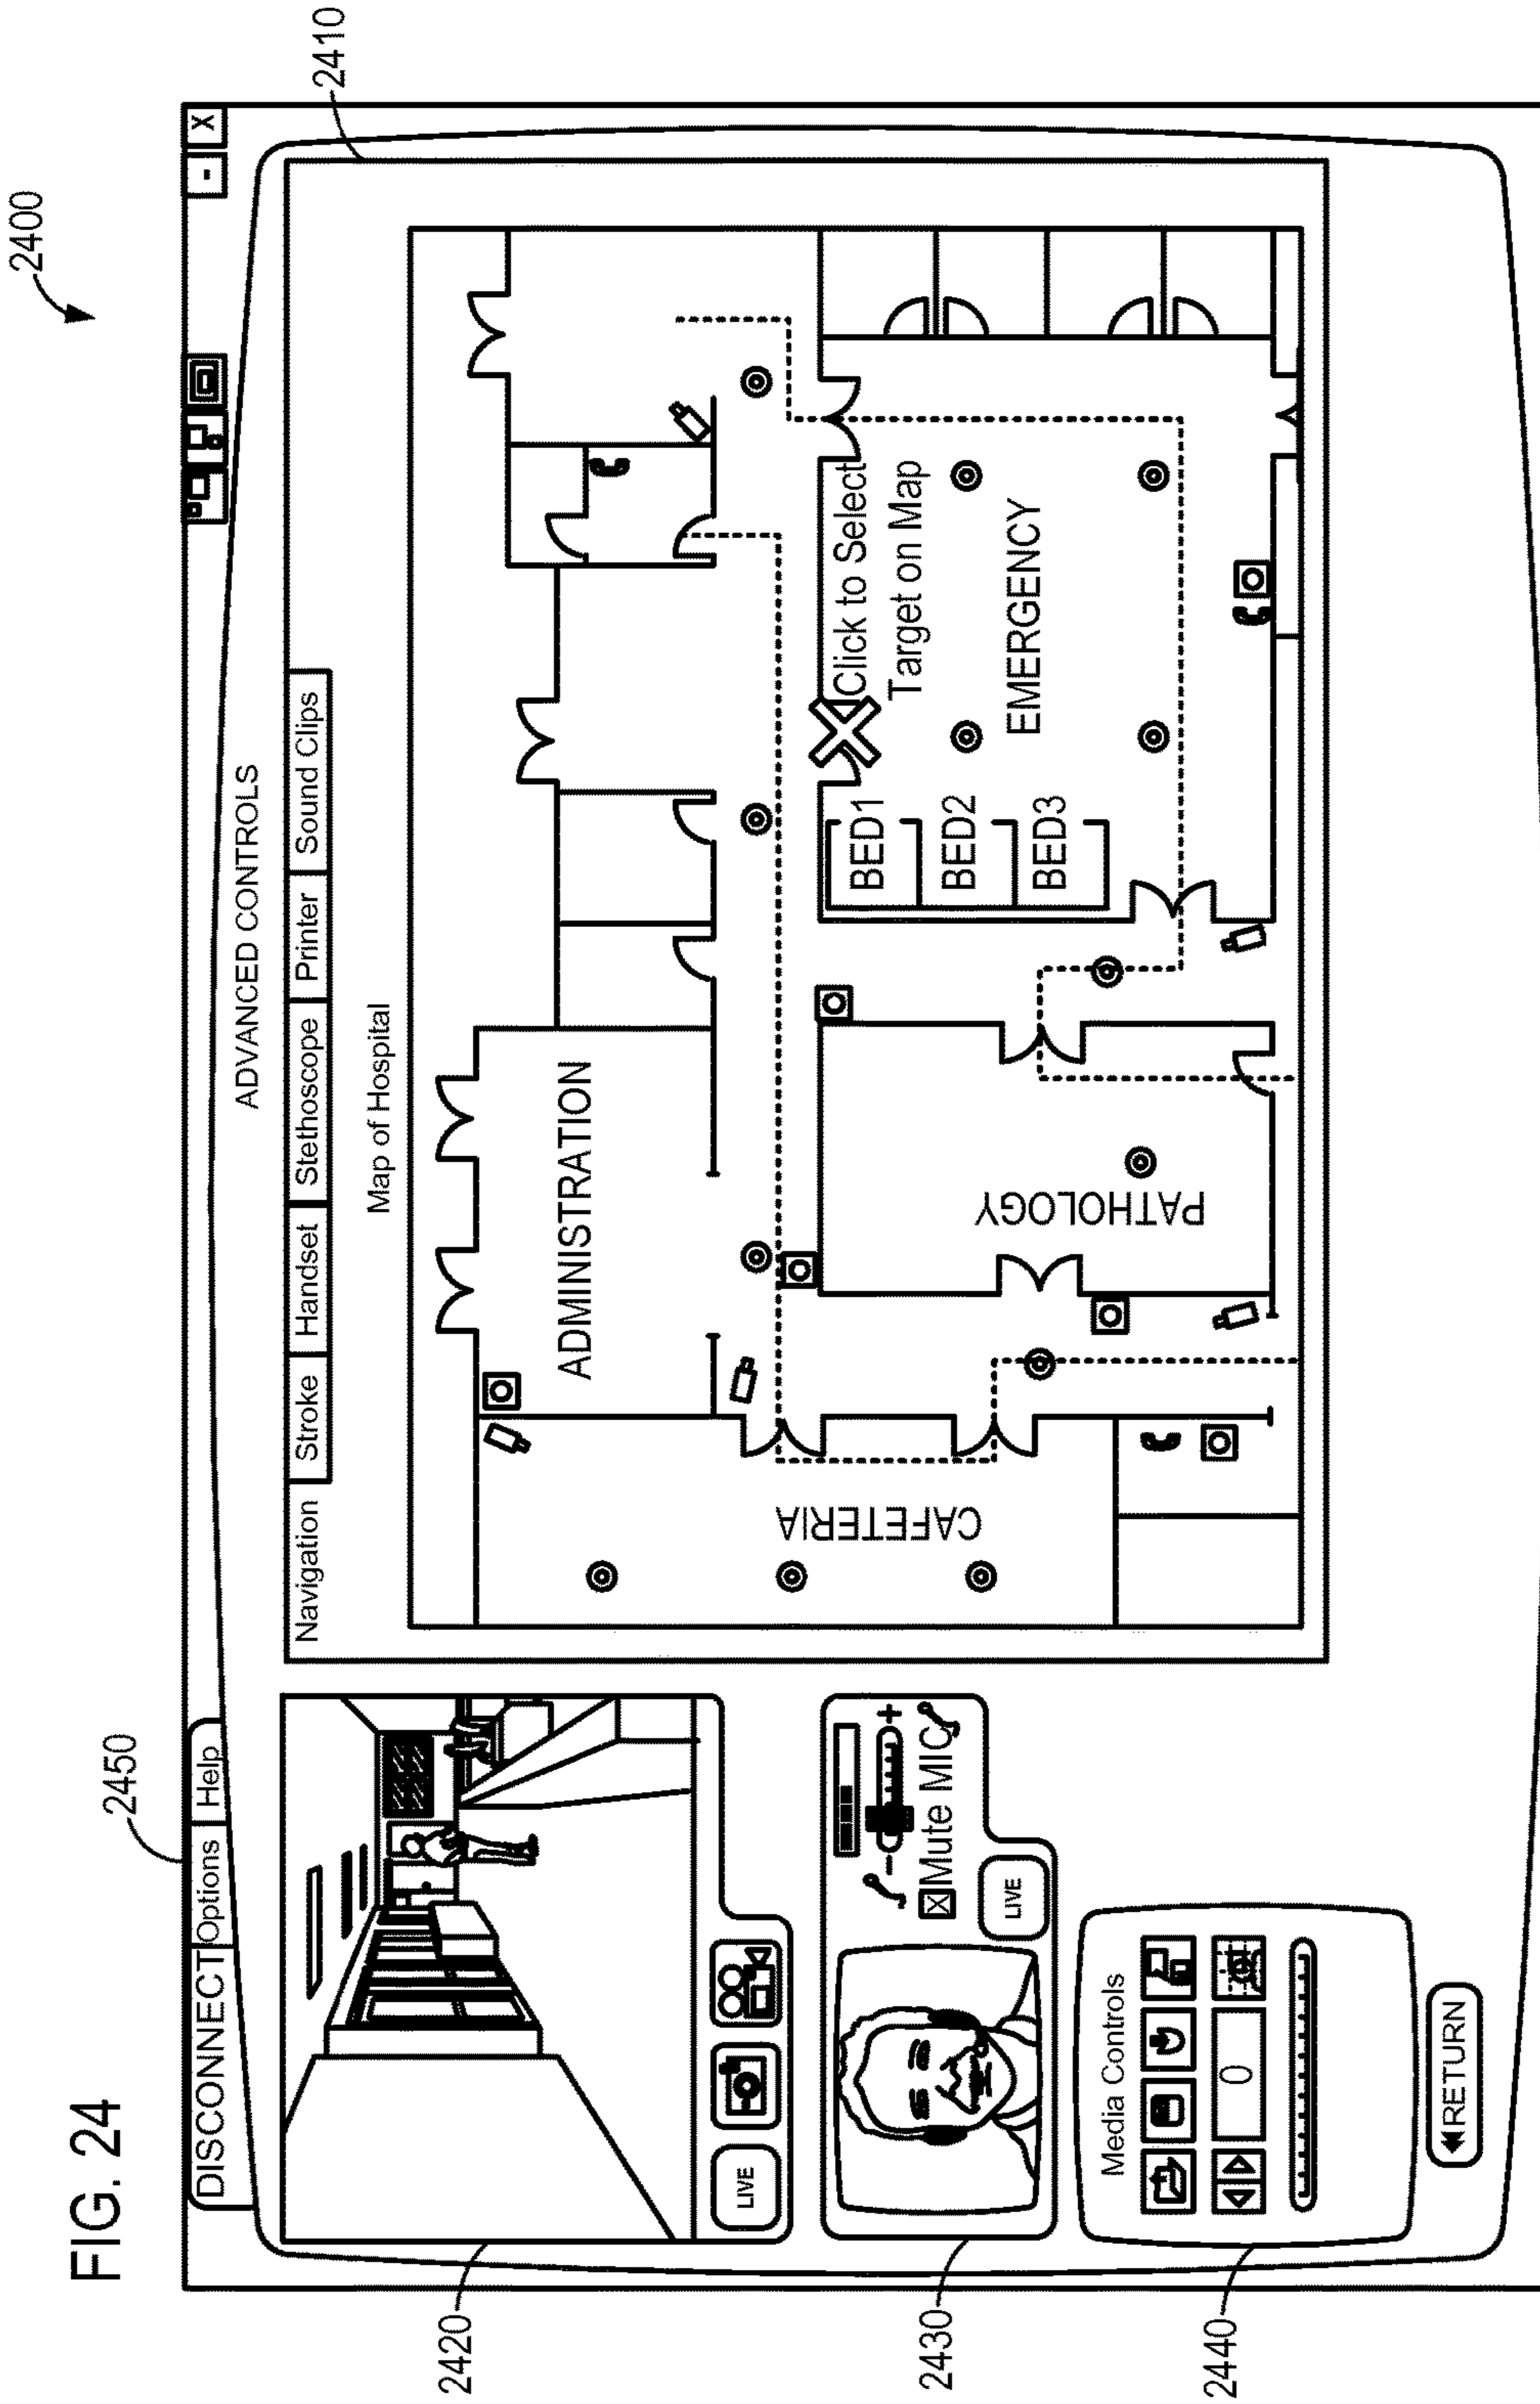 FIG. 24
2400
2450
DISCONNECT Options Help
- X
ADVANCED CONTROLS
2410
Navigation Stroke Handset Stethoscope Printer Sound Clips
Map of Hospital
2420
LIVE
ADMINISTRATION
CAFETERIA
PATHOLOGY
BED1
BED2
BED3
Click to Select
Target on Map
EMERGENCY
2430
- +
Mute MIC
LIVE
2440
Media Controls
0
RETURN